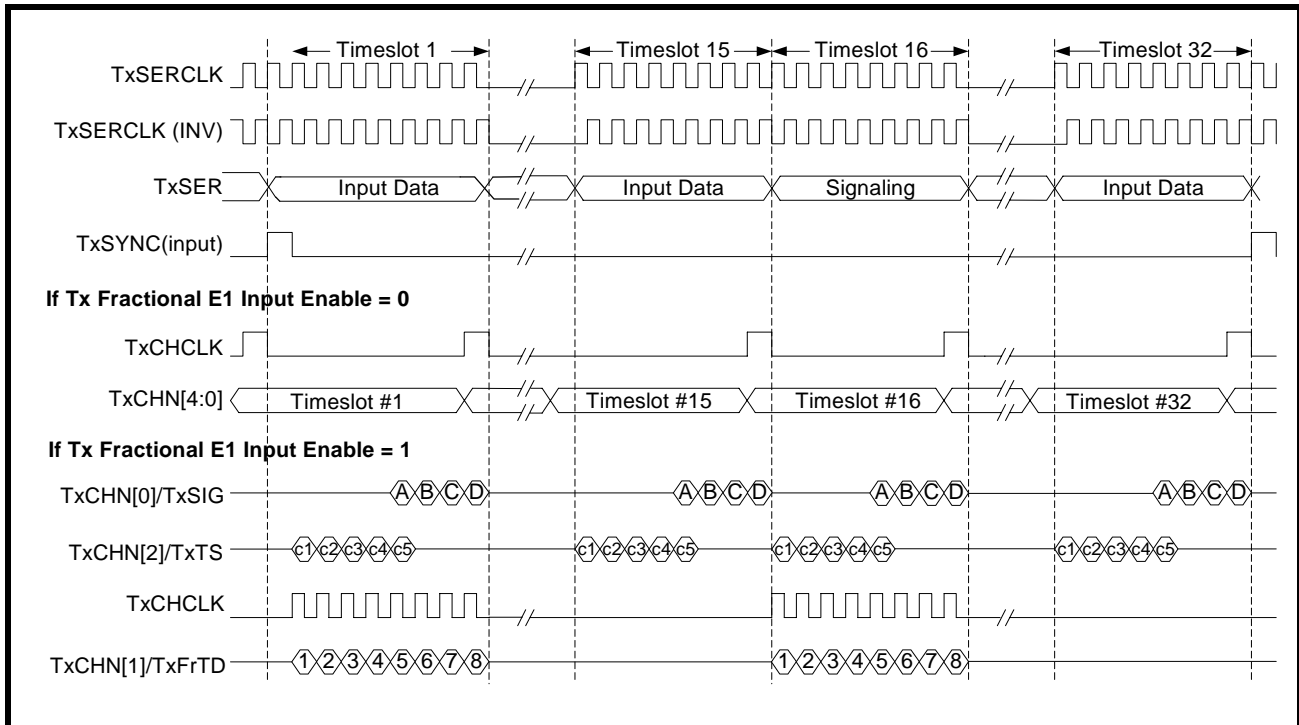 Timeslot 1 Timeslot 15 Timeslot 16 Timeslot 32
TxSERCLK
TxSERCLK (INV)
TxSER Input Data Input Data Signaling Input Data
TxSYNC(input)
If Tx Fractional E1 Input Enable = 0
TxCHCLK
TxCHN[4:0] Timeslot #1 Timeslot #15 Timeslot #16 Timeslot #32
If Tx Fractional E1 Input Enable = 1
TxCHN[0]/TxSIG A B C D A B C D A B C D A B C D
TxCHN[2]/TxTS c1 c2 c3 c4 c5 c1 c2 c3 c4 c5 c1 c2 c3 c4 c5 c1 c2 c3 c4 c5
TxCHCLK
TxCHN[1]/TxFrTD 1 2 3 4 5 6 7 8 1 2 3 4 5 6 7 8